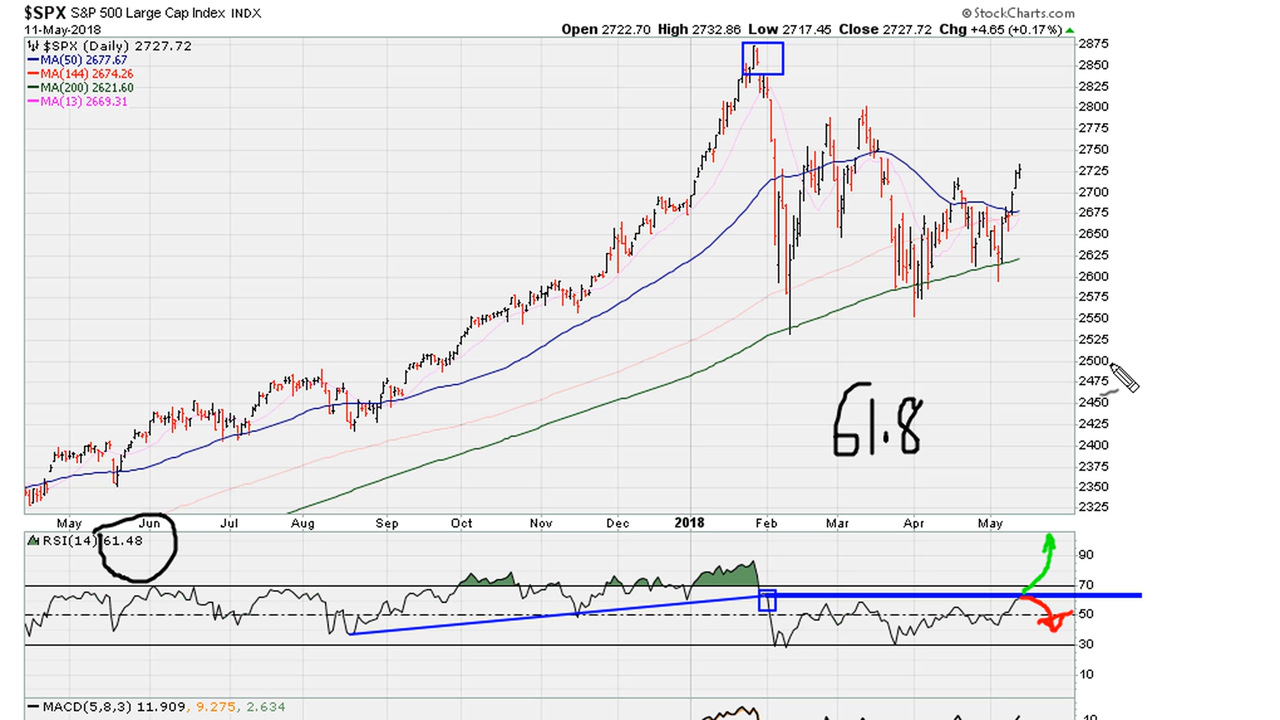 $SPX S&P 500 Large Cap Index INDX
© StockCharts.com
11-May-2018
Open 2722.70 High 2732.86 Low 2717.45 Close 2727.72 Chg +4.65 (+0.17%)
$SPX (Daily) 2727.72
MA(50) 2677.67
MA(144) 2674.26
MA(200) 2621.60
MA(13) 2669.31
2875
2850
2825
2800
2775
2750
2725
2700
2675
2650
2625
2600
2575
2550
2525
2500
2475
2450
2425
2400
2375
2350
2325
61.8
May Jun Jul Aug Sep Oct Nov Dec 2018 Feb Mar Apr May
RSI(14) 61.48
90
70
50
30
10
MACD(5,8,3) 11.909, 9.275, 2.634